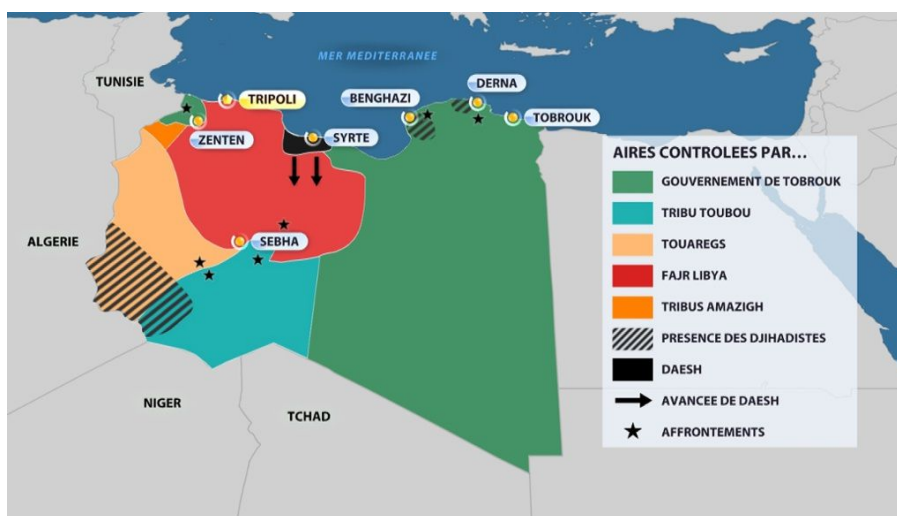 MER MEDITERRANEE
TUNISIE
DERNA
TRIPOLI
BENGHAZI
TOBROUK
ZENTEN
SYRTE
ALGERIE
SEBHA
NIGER
TCHAD
AIRES CONTROLEES PAR...
GOUVERNEMENT DE TOBROUK
TRIBU TOUBOU
TOUAREGS
FAJR LIBYA
TRIBUS AMAZIGH
PRESENCE DES DJIHADISTES
DAESH
AVANCEE DE DAESH
AFFRONTEMENTS